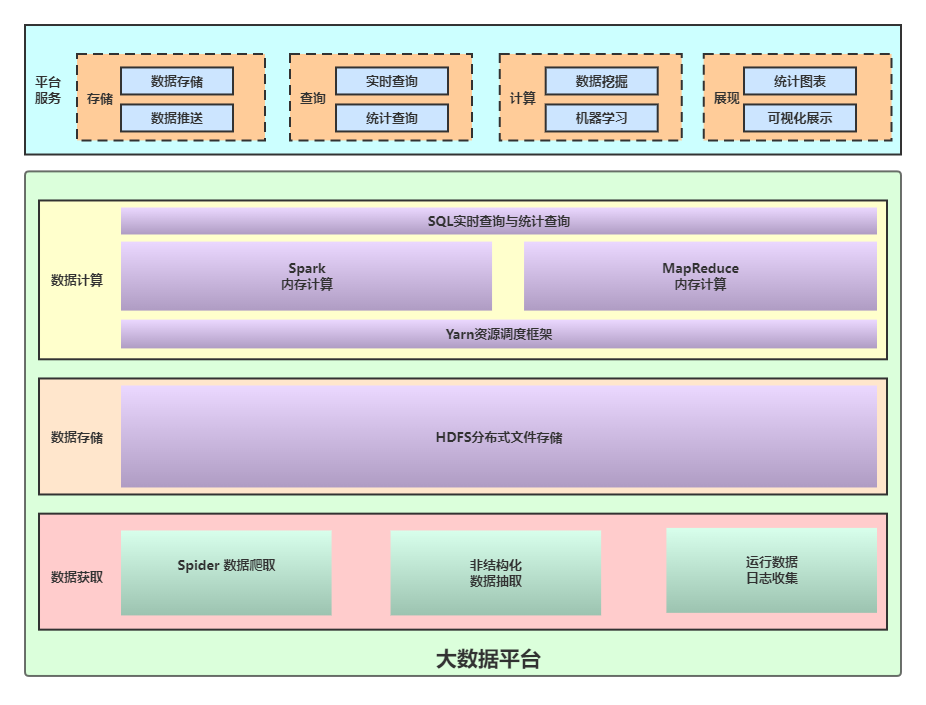 平台
服务
存储
数据存储
数据推送
查询
实时查询
统计查询
计算
数据挖掘
机器学习
展现
统计图表
可视化展示
数据计算
SQL实时查询与统计查询
Spark
内存计算
MapReduce
内存计算
Yarn资源调度框架
数据存储
HDFS分布式文件存储
数据获取
Spider 数据爬取
非结构化
数据抽取
运行数据
日志收集
大数据平台